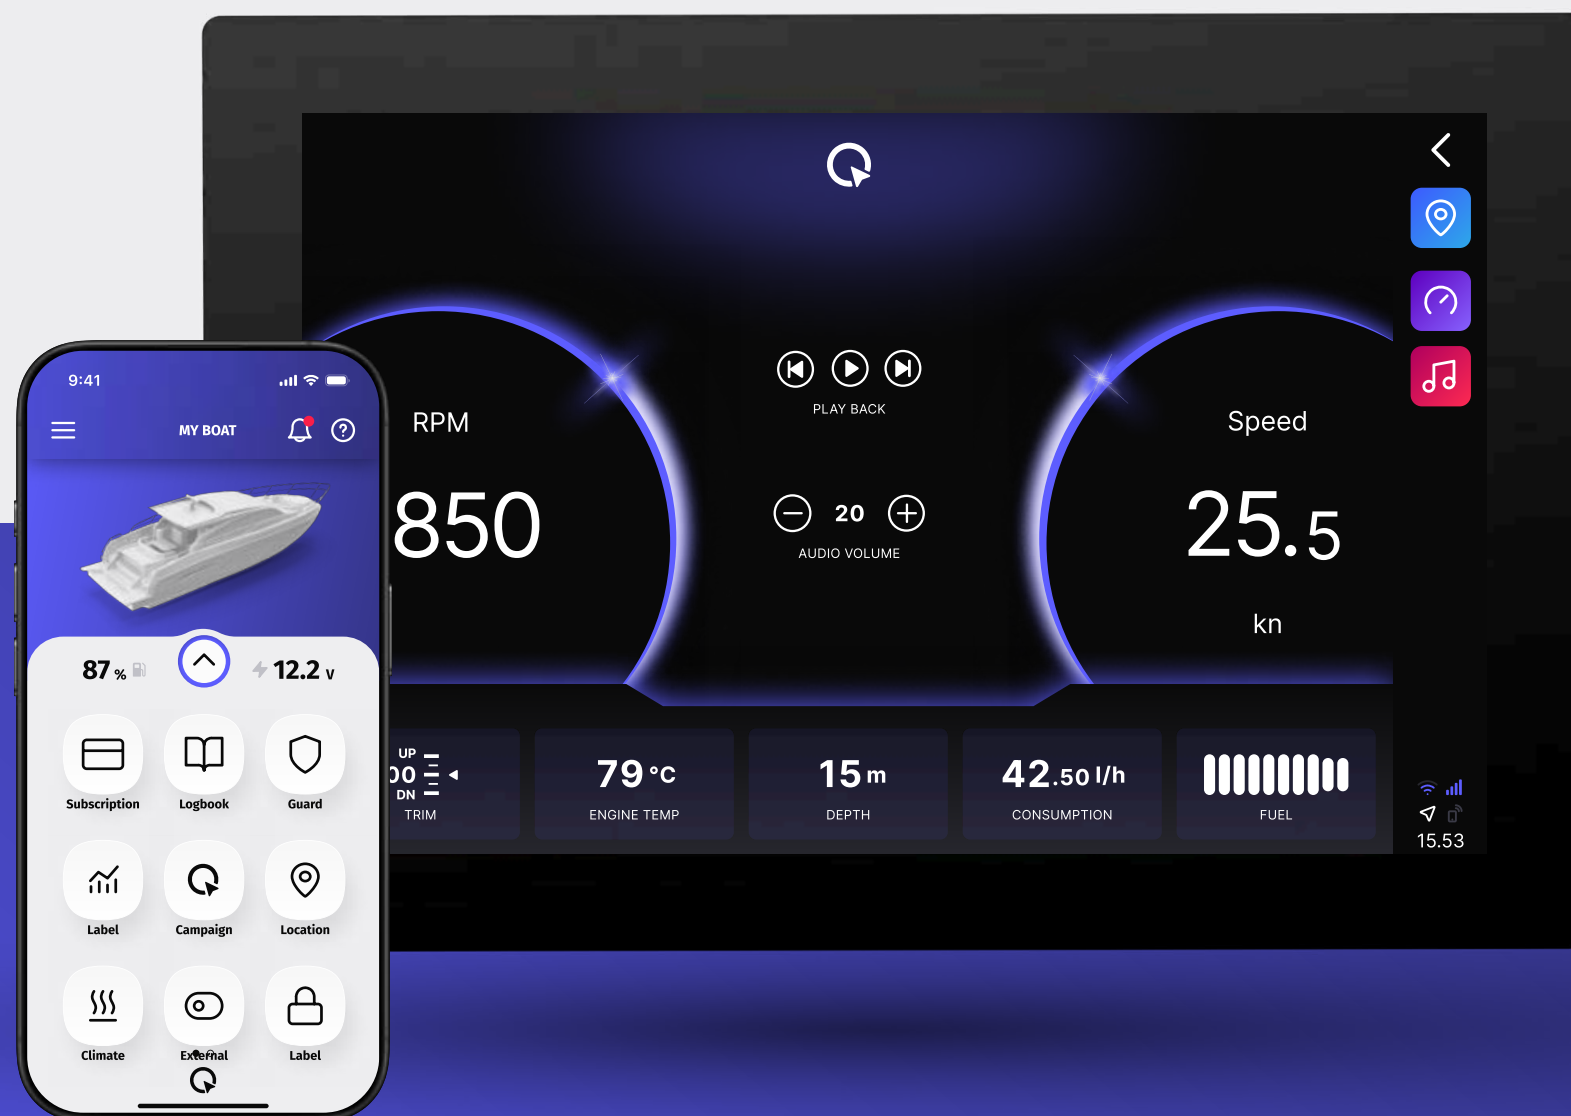 9:41
MY BOAT
87 %
12.2 V
Subscription
Logbook
Guard
Label
Campaign
Location
Climate
External
Label
RPM
850
PLAY BACK
20
AUDIO VOLUME
Speed
25.5
kn
UP
00
DN
TRIM
79 °C
ENGINE TEMP
15 m
DEPTH
42.50 l/h
CONSUMPTION
FUEL
15.53